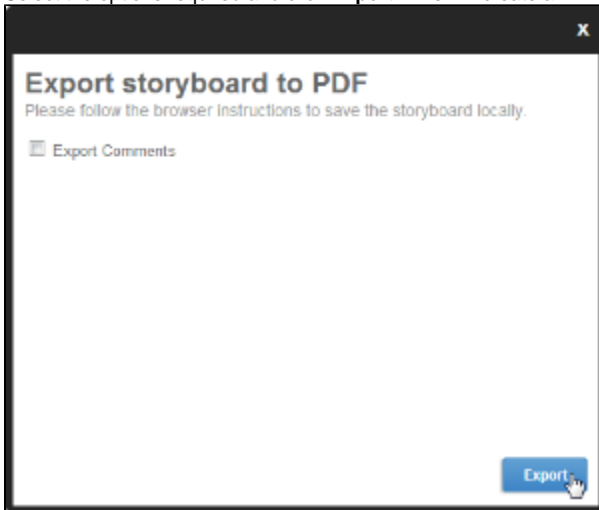 x
Export storyboard to PDF
Please follow the browser instructions to save the storyboard locally.
Export Comments
Export